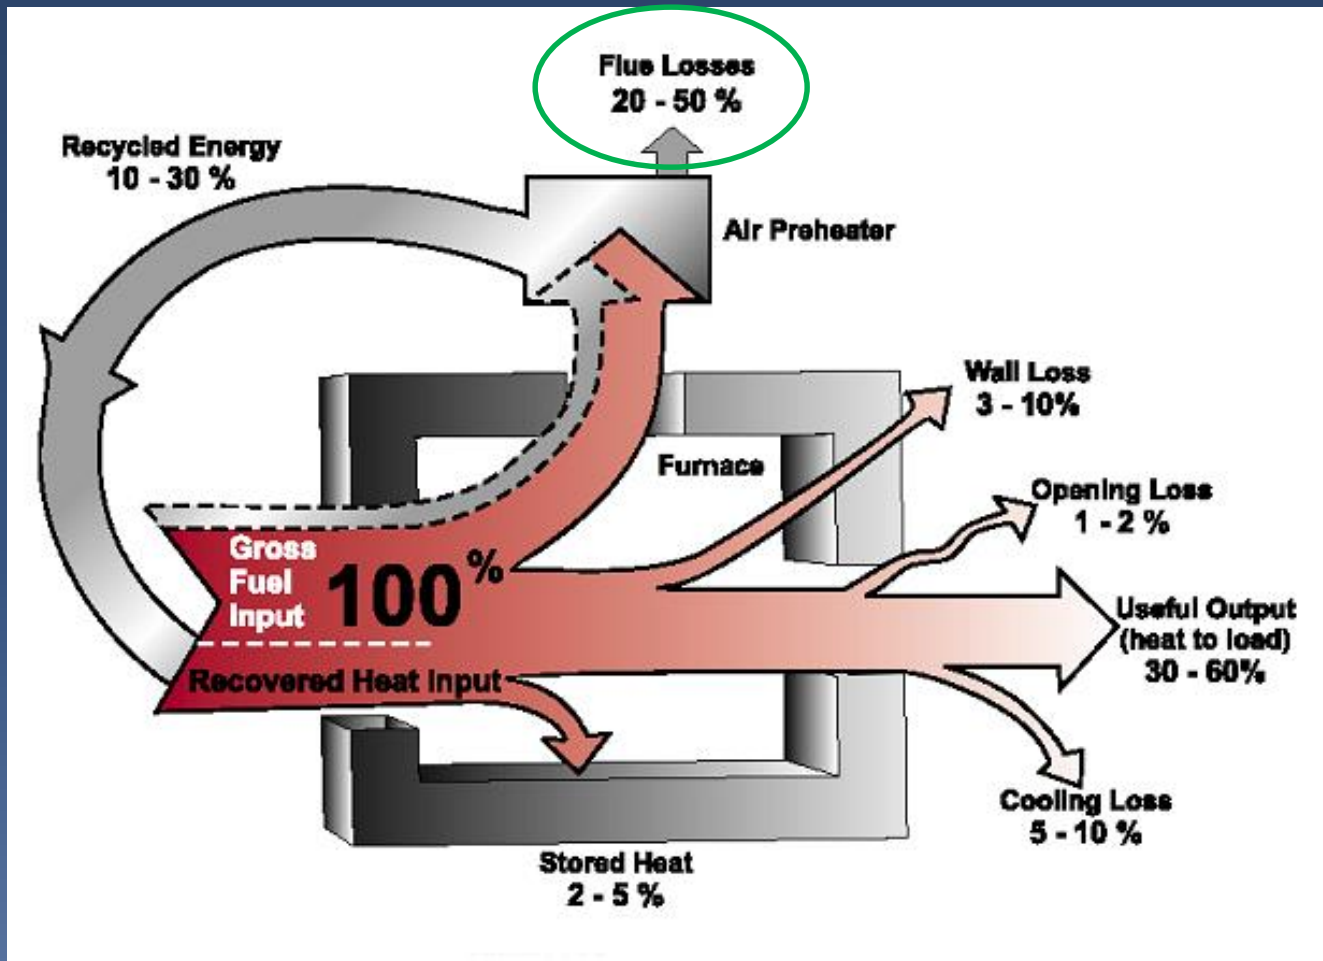 Flue Losses
20 - 50 %
Recycled Energy
10 - 30 %
Air Preheater
Wall Loss
3 - 10%
Furnace
Opening Loss
1 - 2 %
Gross
Fuel
Input
100%
Useful Output
(heat to load)
30 - 60%
Recovered Heat Input
Cooling Loss
5 - 10 %
Stored Heat
2 - 5 %